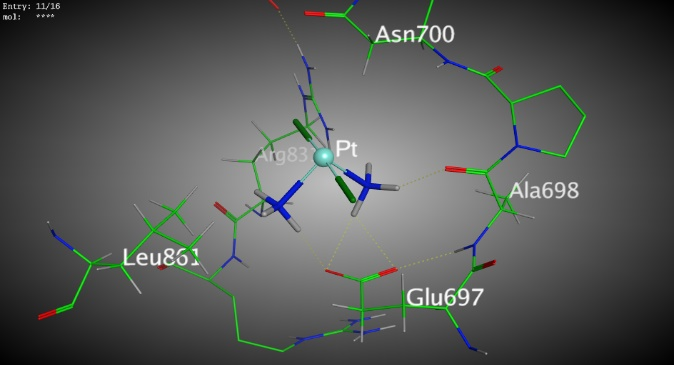 Entry: 11/16
mol: ****
Asn700
Pt
Arg83
Ala698
Leu861
Glu697